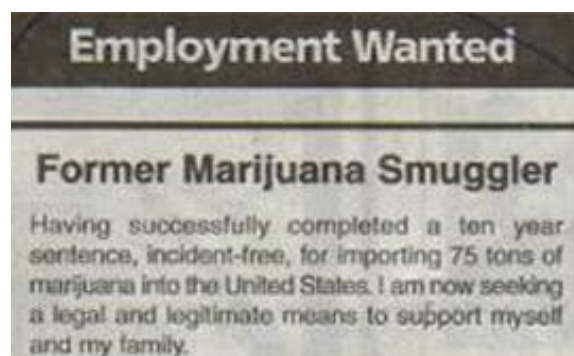 Employment Wanted
Former Marijuana Smuggler
Having successfully completed a ten year
sentence, incident-free, for importing 75 tons of
marijuana into the United States. I am now seeking
a legal and legitimate means to support myself
and my family.